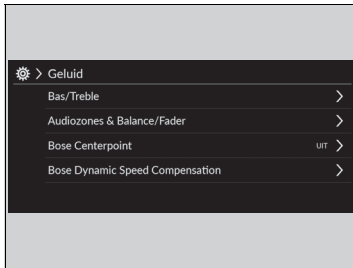 Geluid
Bas/Treble
Audiozones & Balance/Fader
Bose Centerpoint UIT
Bose Dynamic Speed Compensation